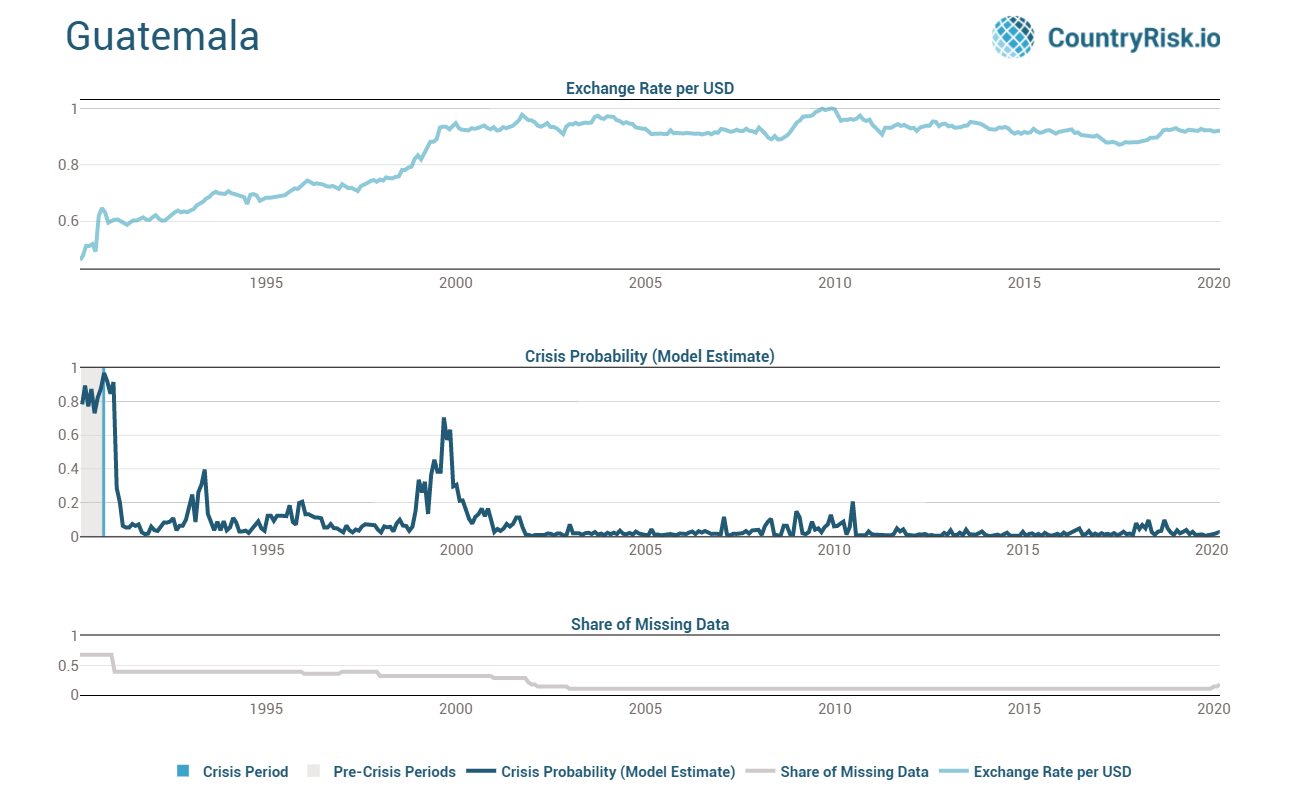 Guatemala
CountryRisk.io
Exchange Rate per USD
1
0.8
0.6
1995 2000 2005 2010 2015 2020
Crisis Probability (Model Estimate)
1
0.8
0.6
0.4
0.2
0
1995 2000 2005 2010 2015 2020
Share of Missing Data
1
0.5
0
1995 2000 2005 2010 2015 2020
Crisis Period Pre-Crisis Periods Crisis Probability (Model Estimate) Share of Missing Data Exchange Rate per USD